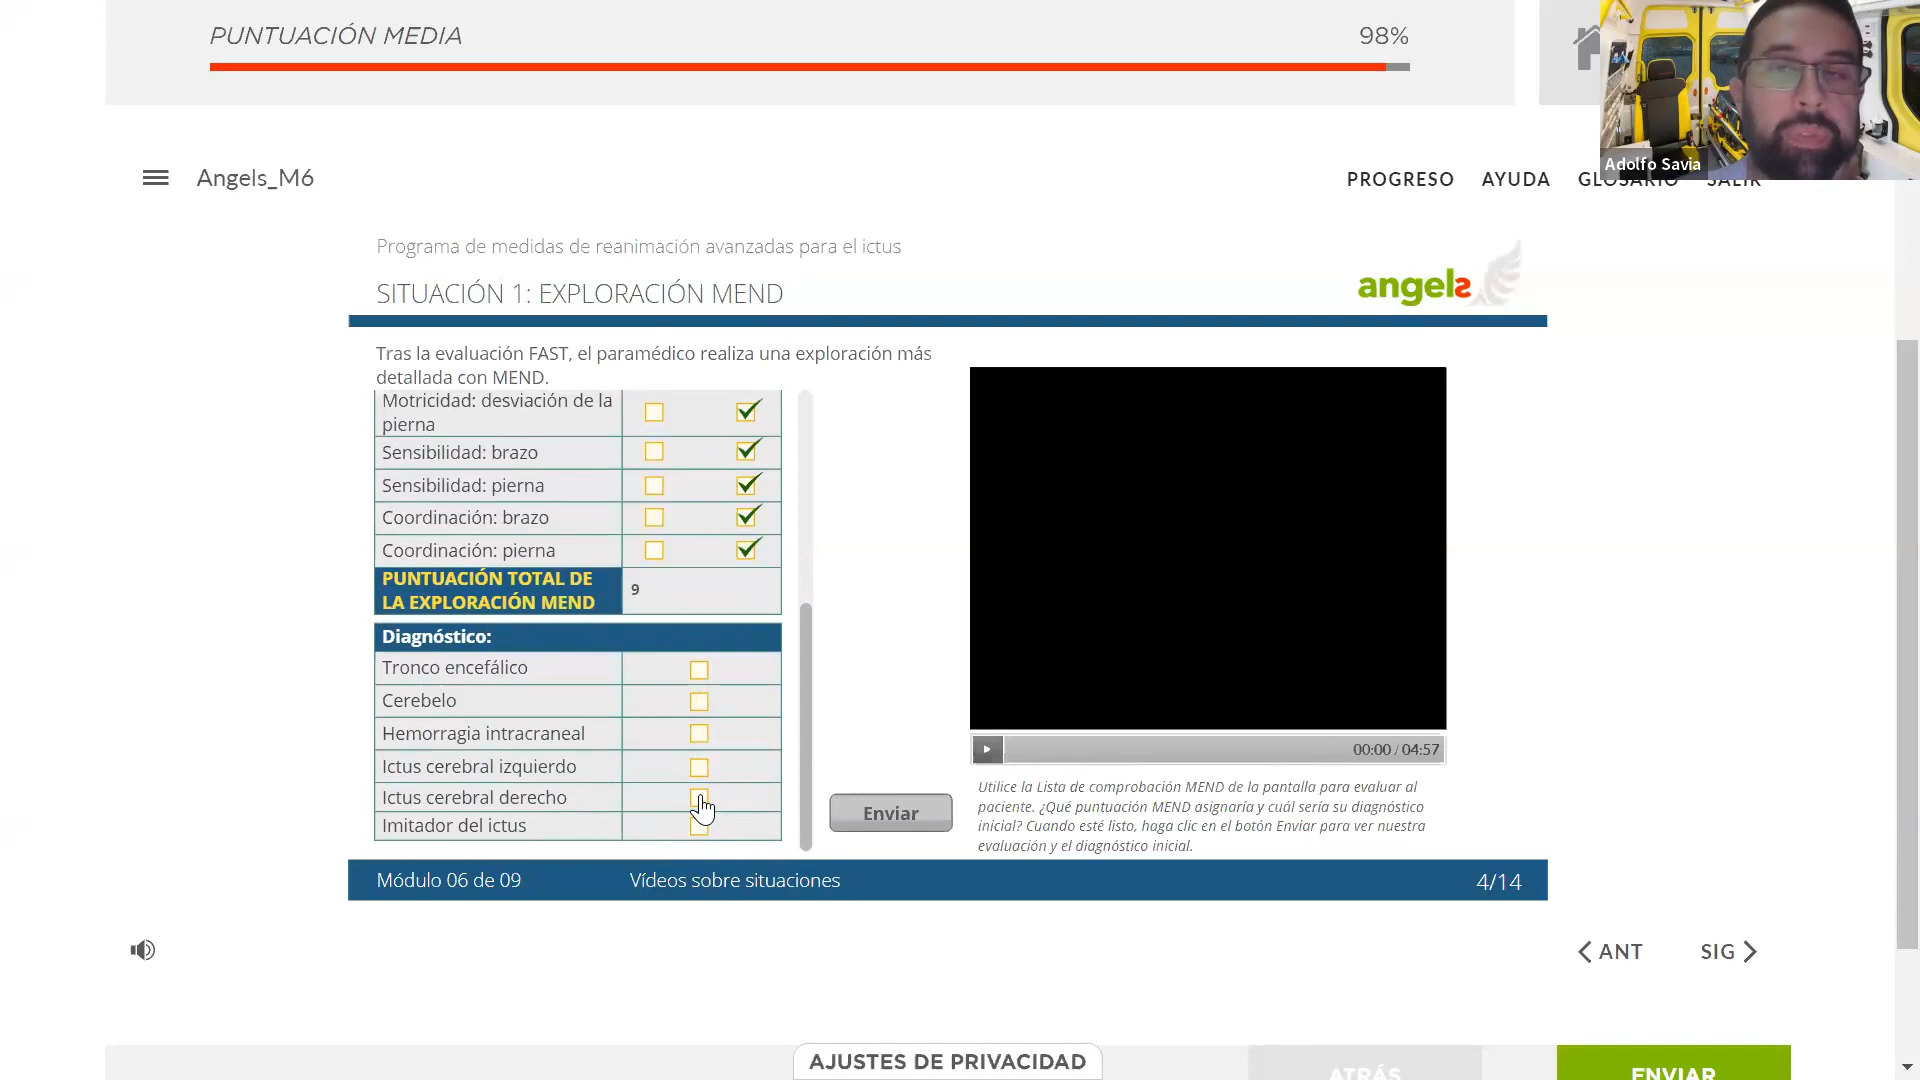 PUNTUACIÓN MEDIA
98%
Adolfo Savia
Angels_M6
PROGRESO
AYUDA
GLOSARIO
SALIR
Programa de medidas de reanimación avanzadas para el ictus
SITUACIÓN 1: EXPLORACIÓN MEND
angels
Tras la evaluación FAST, el paramédico realiza una exploración más
detallada con MEND.
Motricidad: desviación de la
pierna
Sensibilidad: brazo
Sensibilidad: pierna
Coordinación: brazo
Coordinación: pierna
PUNTUACIÓN TOTAL DE
LA EXPLORACIÓN MEND
9
Diagnóstico:
Tronco encefálico
Cerebelo
Hemorragia intracraneal
Ictus cerebral izquierdo
Ictus cerebral derecho
Imitador del ictus
Enviar
00:00 / 04:57
Utilice la Lista de comprobación MEND de la pantalla para evaluar al
paciente. ¿Qué puntuación MEND asignaría y cuál sería su diagnóstico
inicial? Cuando esté listo, haga clic en el botón Enviar para ver nuestra
evaluación y el diagnóstico inicial.
Módulo 06 de 09
Vídeos sobre situaciones
4/14
ANT
SIG
AJUSTES DE PRIVACIDAD
ATRÁS
ENVIAR